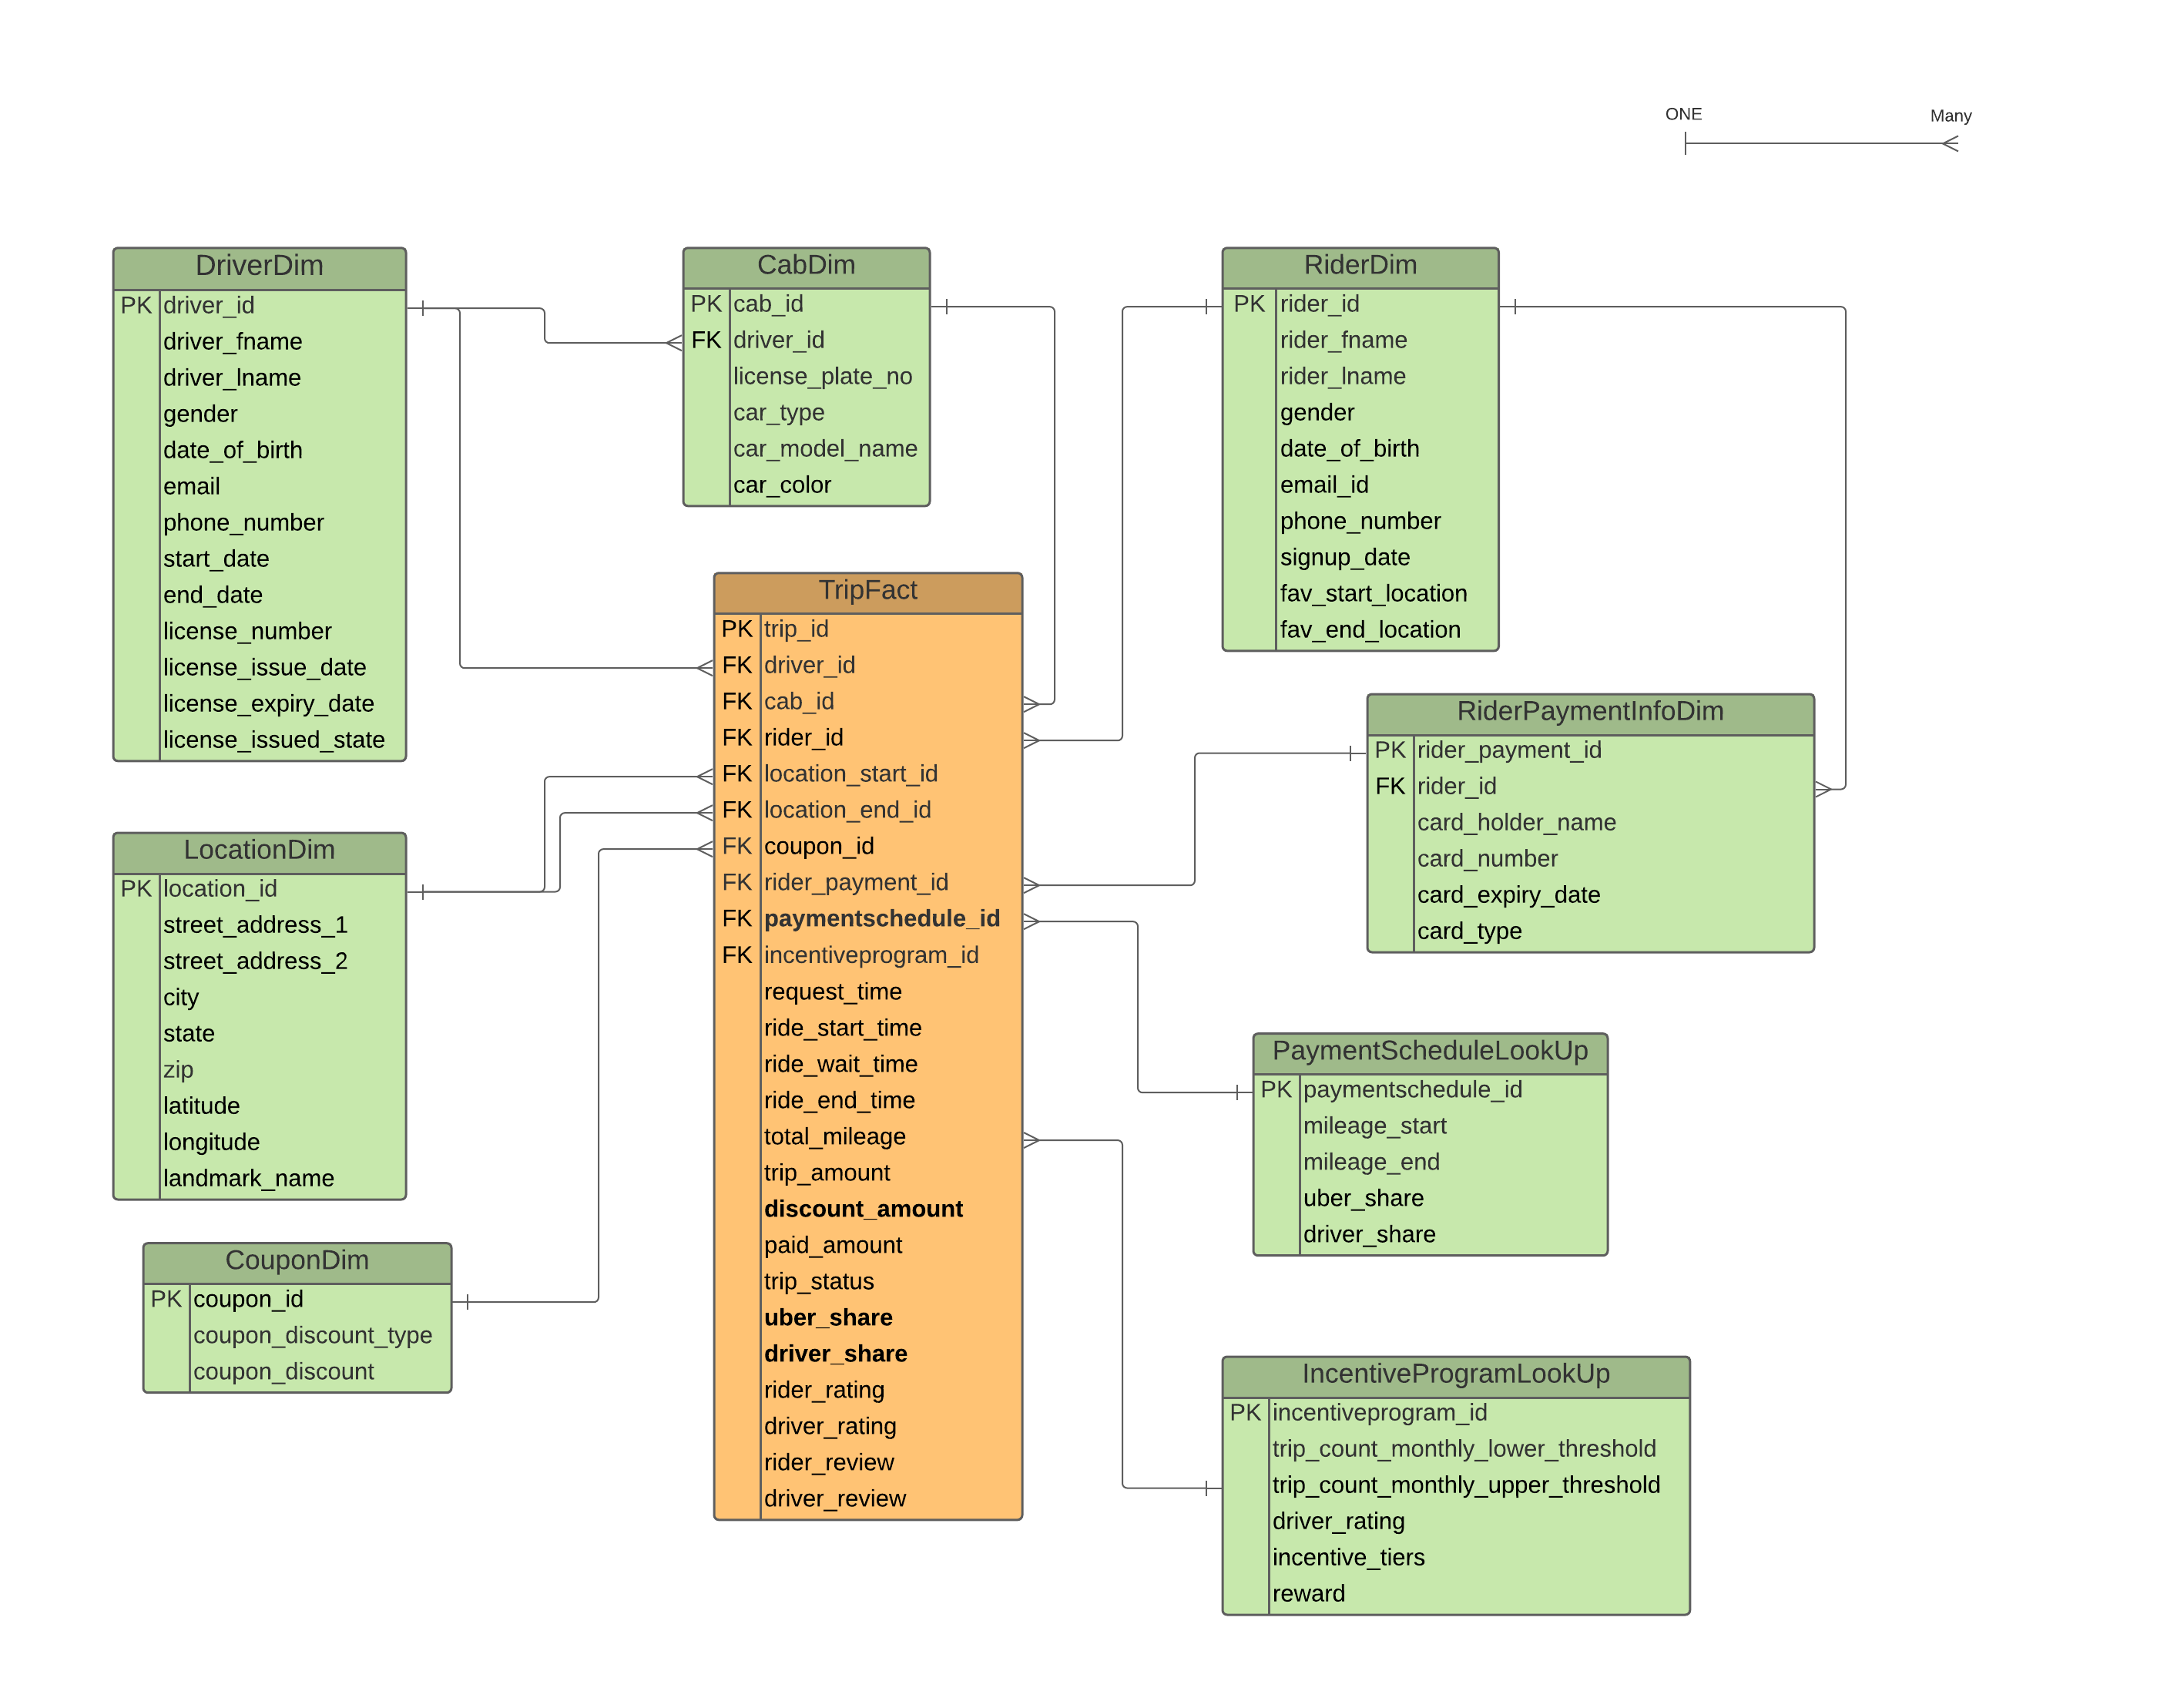 ONE
Many
DriverDim
PK driver_id
driver_fname
driver_lname
gender
date_of_birth
email
phone_number
start_date
end_date
license_number
license_issue_date
license_expiry_date
license_issued_state
CabDim
PK cab_id
FK driver_id
license_plate_no
car_type
car_model_name
car_color
RiderDim
PK rider_id
rider_fname
rider_lname
gender
date_of_birth
email_id
phone_number
signup_date
fav_start_location
fav_end_location
TripFact
PK trip_id
FK driver_id
FK cab_id
FK rider_id
FK location_start_id
FK location_end_id
FK coupon_id
FK rider_payment_id
FK paymentschedule_id
FK incentiveprogram_id
request_time
ride_start_time
ride_wait_time
ride_end_time
total_mileage
trip_amount
discount_amount
paid_amount
trip_status
uber_share
driver_share
rider_rating
driver_rating
rider_review
driver_review
RiderPaymentInfoDim
PK rider_payment_id
FK rider_id
card_holder_name
card_number
card_expiry_date
card_type
LocationDim
PK location_id
street_address_1
street_address_2
city
state
zip
latitude
longitude
landmark_name
PaymentScheduleLookUp
PK paymentschedule_id
mileage_start
mileage_end
uber_share
driver_share
CouponDim
PK coupon_id
coupon_discount_type
coupon_discount
IncentiveProgramLookUp
PK incentiveprogram_id
trip_count_monthly_lower_threshold
trip_count_monthly_upper_threshold
driver_rating
incentive_tiers
reward